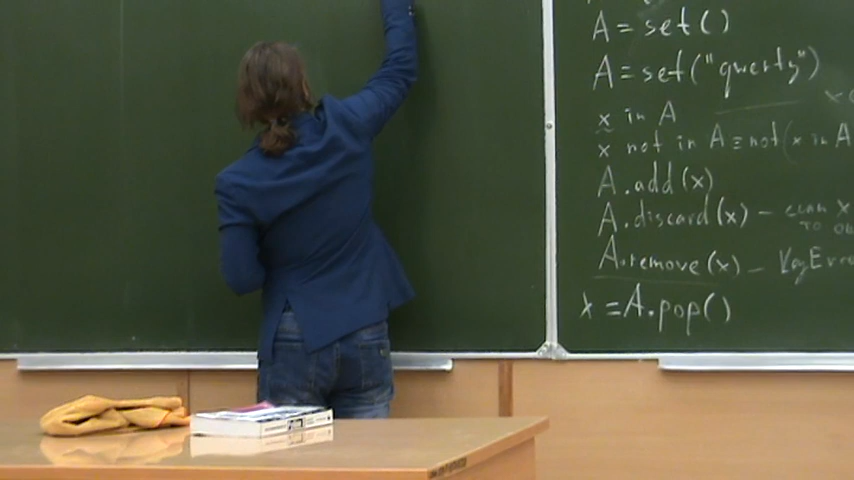 A = set()
A = set("qwerty")
x in A
x not in A ≡ not(x in A
A.add(x)
A.discard(x) –
A.remove(x) – KeyErro
x = A.pop()